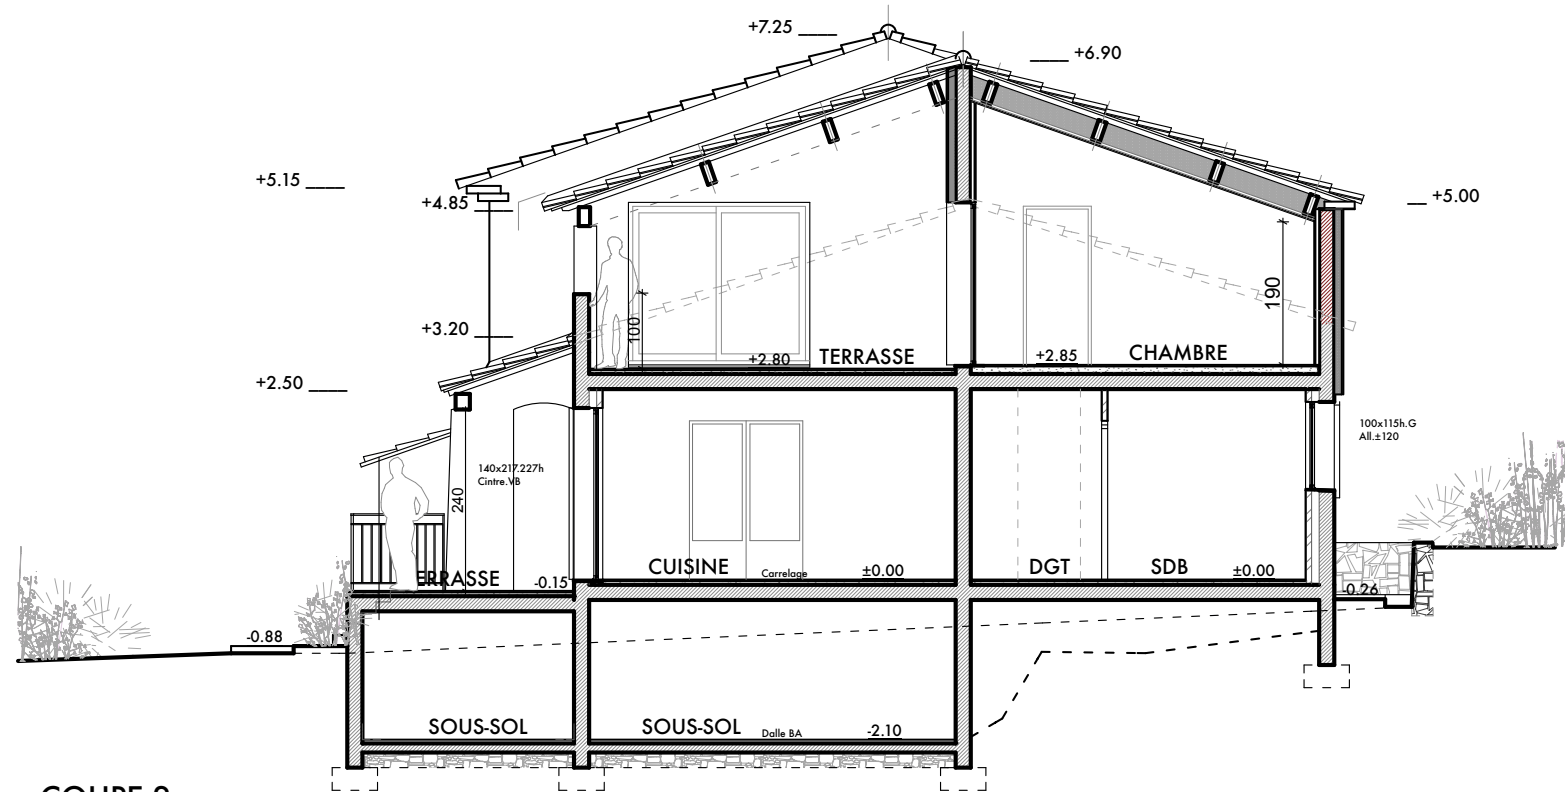 +7.25
+6.90
+5.15
+4.85
+5.00
190
100
+3.20
+2.80
TERRASSE
+2.85
CHAMBRE
+2.50
100x115h.G
All.±120
140x217.227h
Cintre.VB
240
ERRASSE
-0.15
CUISINE
Carrelage
±0.00
DGT
SDB
±0.00
-0.26
-0.88
SOUS-SOL
SOUS-SOL
Dalle BA
-2.10
COUPE 2